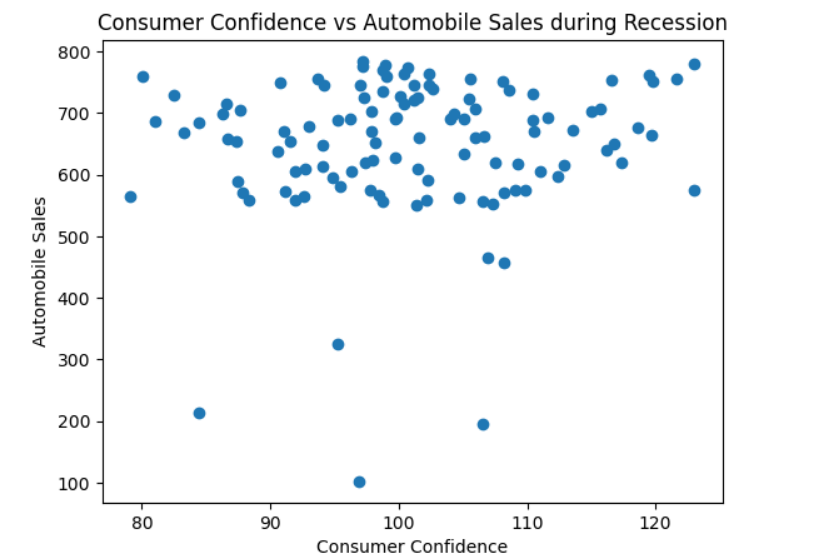 Consumer Confidence vs Automobile Sales during Recession
Automobile Sales
800
700
600
500
400
300
200
100
80 90 100 110 120
Consumer Confidence